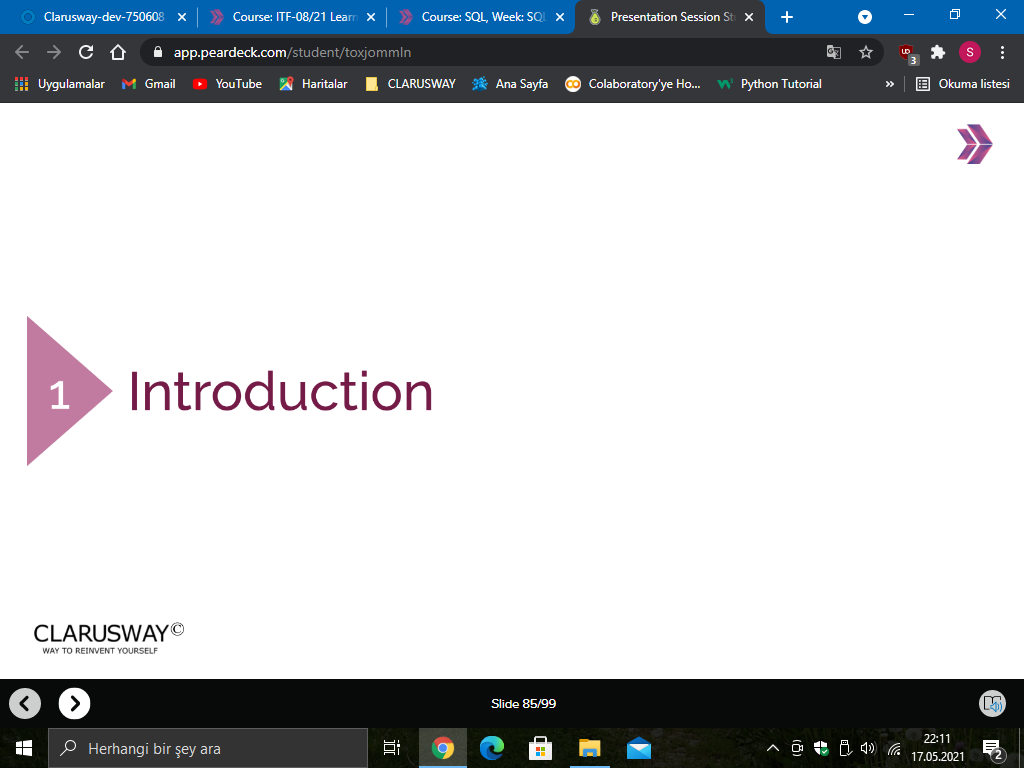 Clarusway-dev-750608
Course: ITF-08/21 Learn
Course: SQL, Week: SQL
Presentation Session St
app.peardeck.com/student/toxjommln
3
S
Uygulamalar
Gmail
YouTube
Haritalar
CLARUSWAY
Ana Sayfa
Colaboratory'ye Ho...
Python Tutorial
»
Okuma listesi
1
Introduction
CLARUSWAY©
WAY TO REINVENT YOURSELF
Slide 85/99
Herhangi bir şey ara
22:11
17.05.2021
2